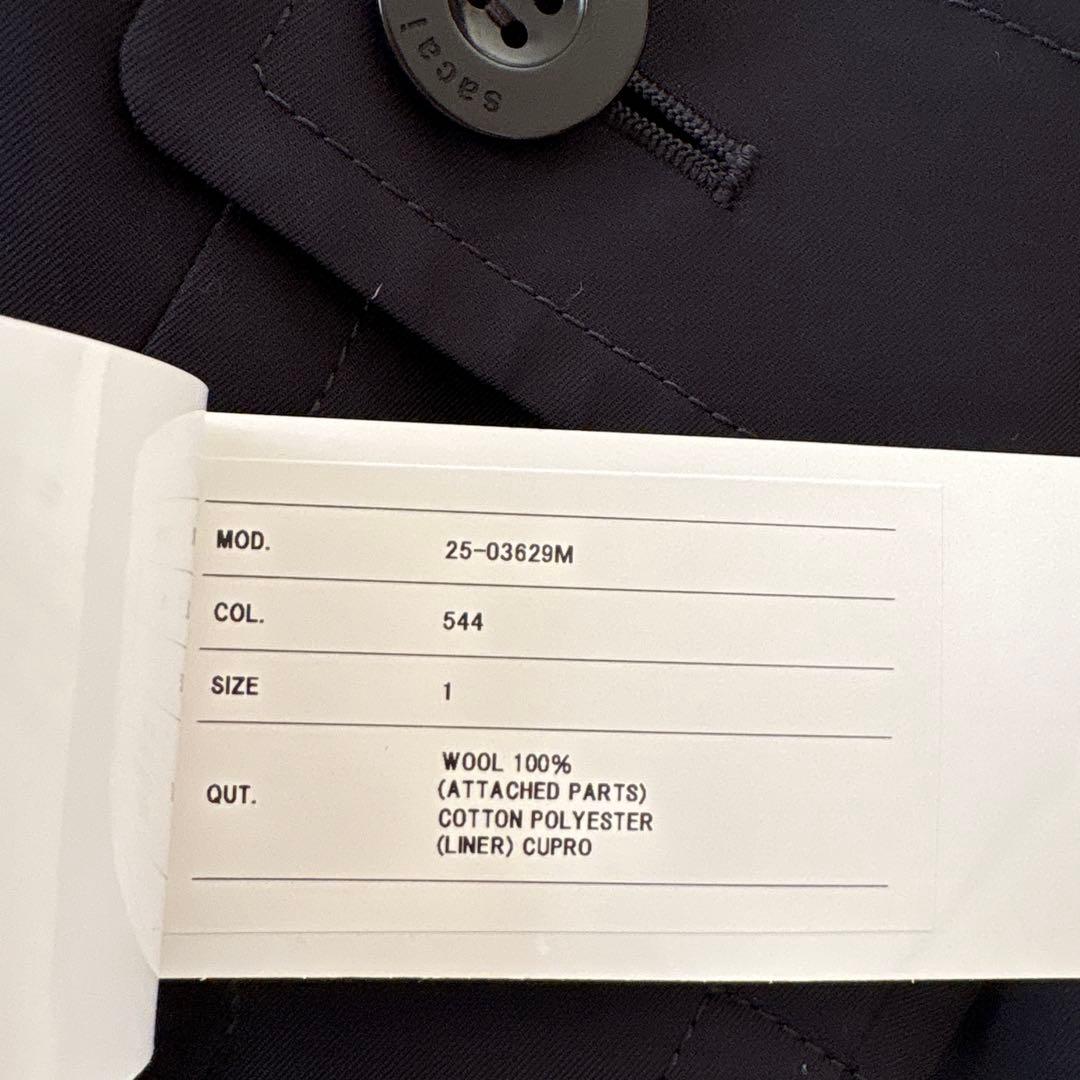 sacai
MOD. 25-03629M
COL. 544
SIZE 1
QUT. WOOL 100%
(ATTACHED PARTS)
COTTON POLYESTER
(LINER) CUPRO